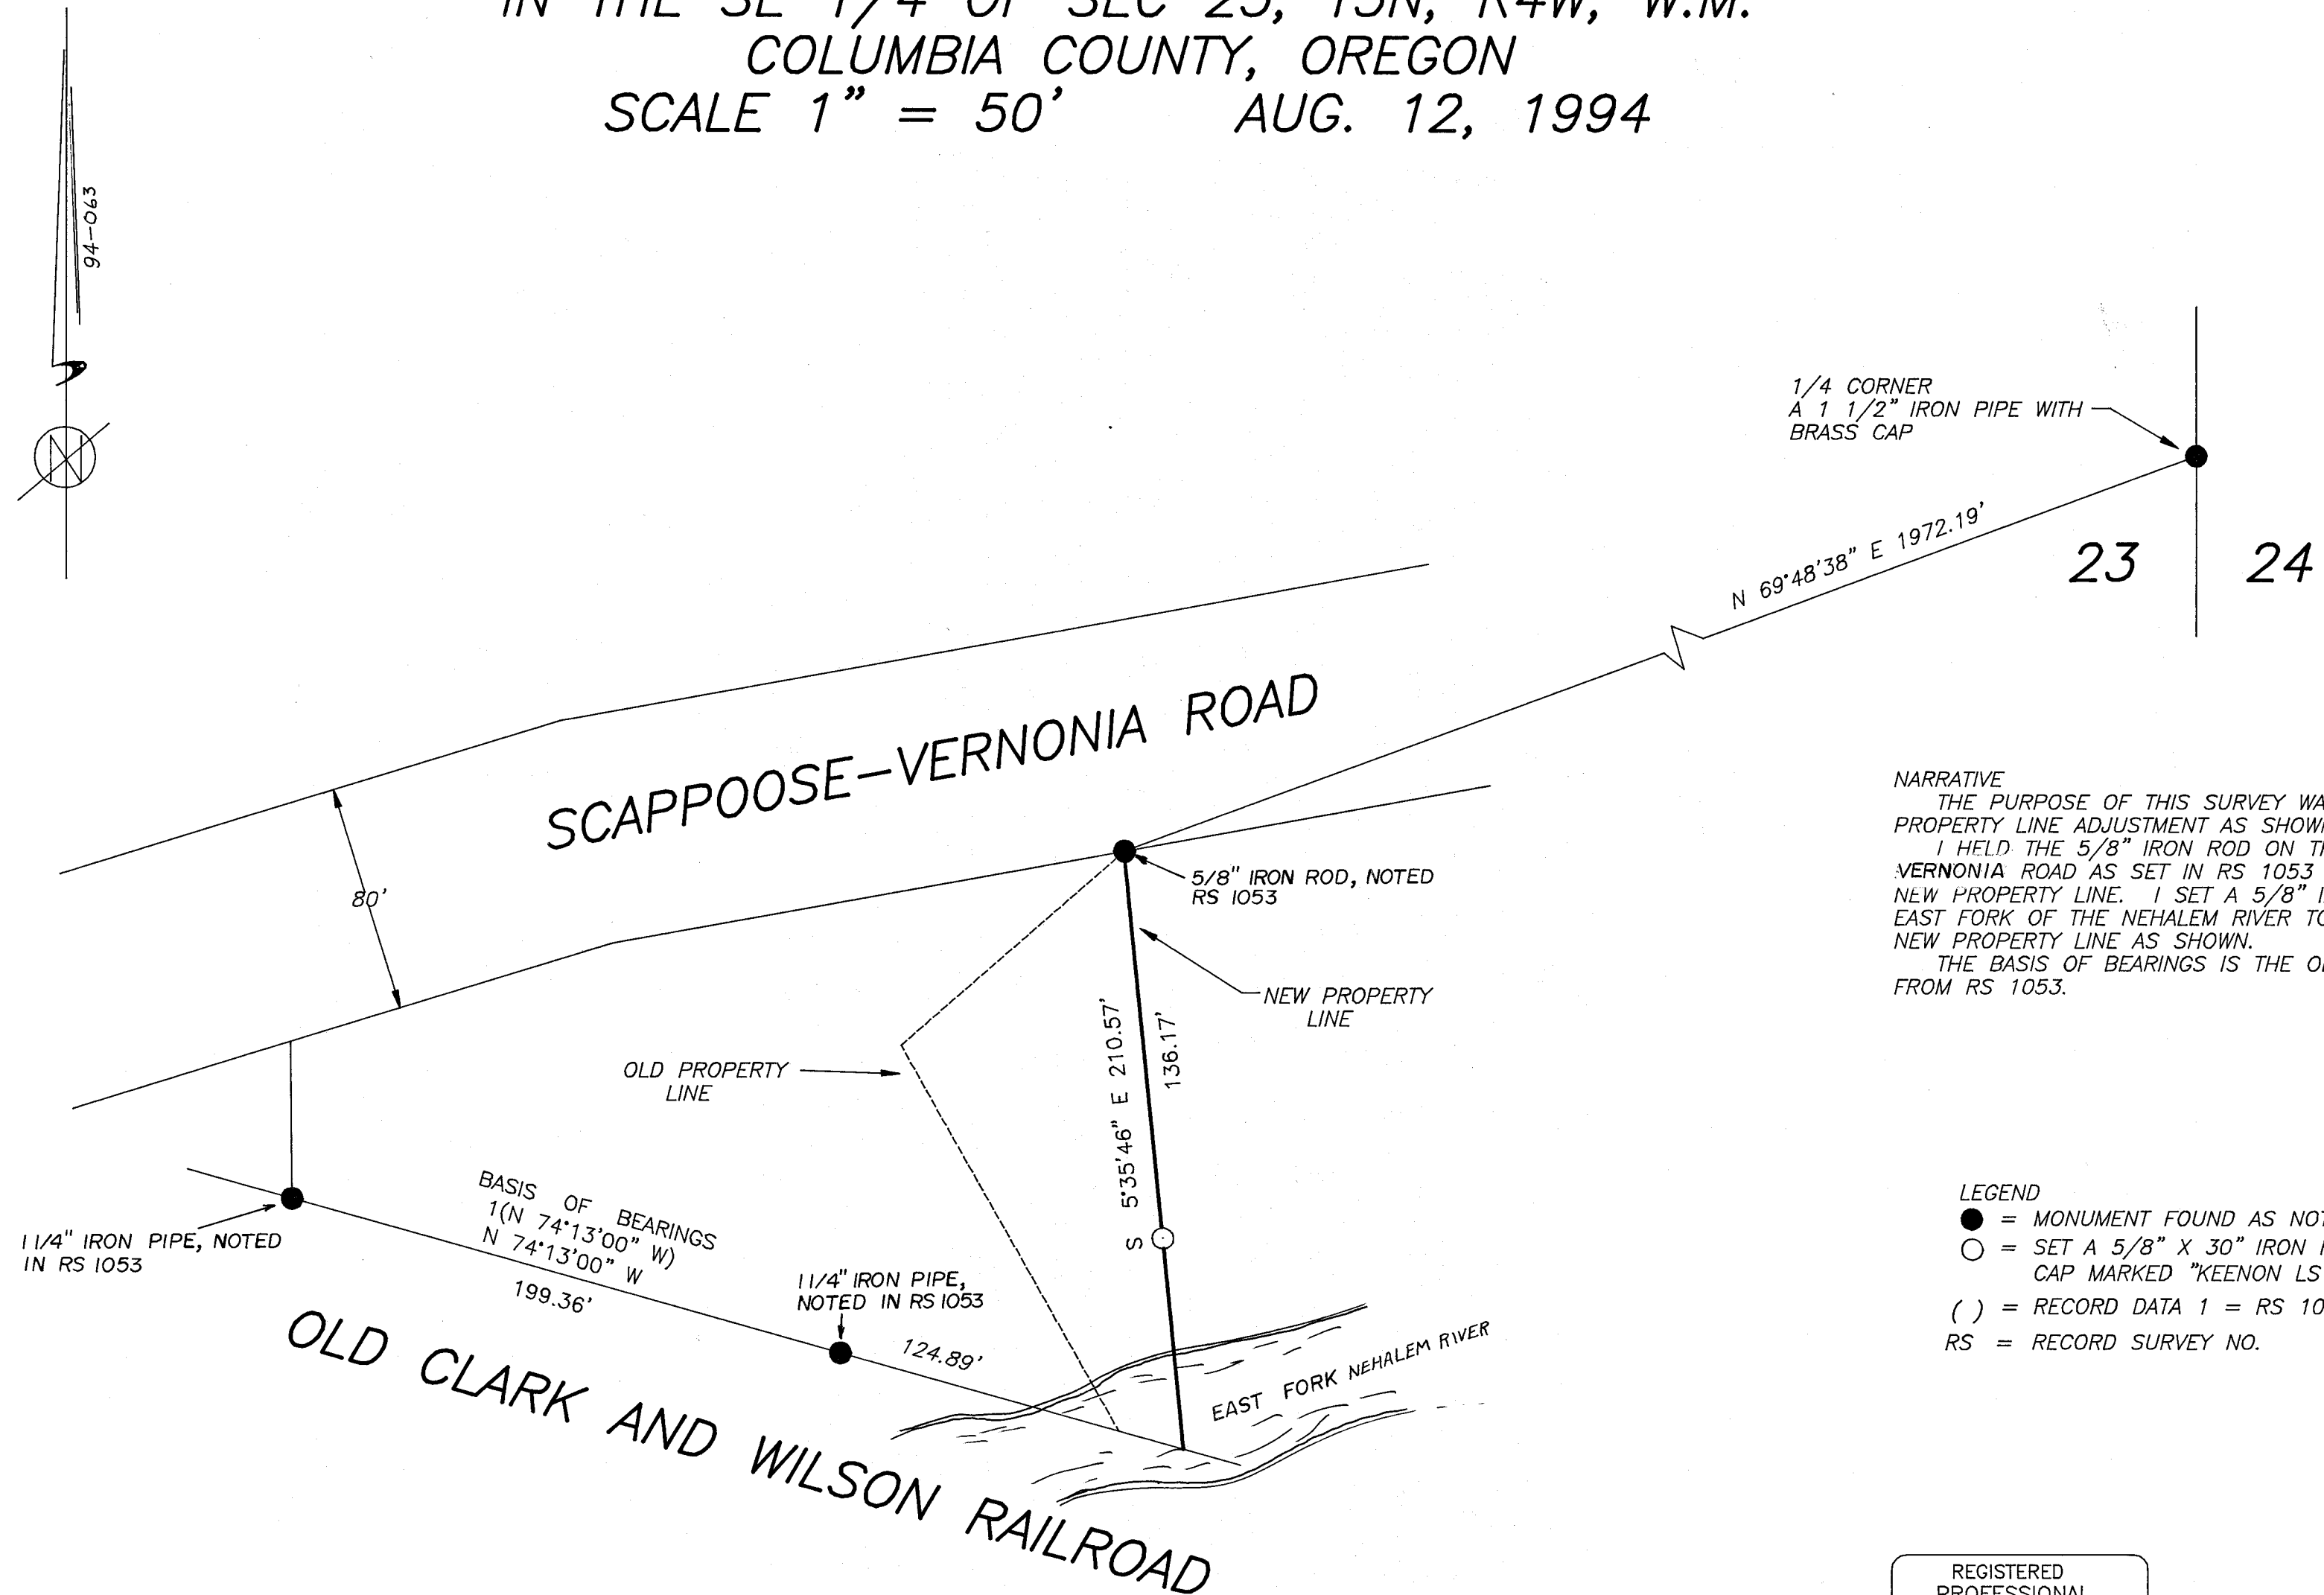 COLUMBIA COUNTY, OREGON
SCALE 1" = 50' AUG. 12, 1994
94-063
1/4 CORNER
A 1 1/2" IRON PIPE WITH
BRASS CAP
N 69°48'38" E 1972.19'
23 24
SCAPPOOSE-VERNONIA ROAD
80'
5/8" IRON ROD, NOTED
RS 1053
NEW PROPERTY
LINE
OLD PROPERTY
LINE
S 5°35'46" E 210.57'
136.17'
NARRATIVE
THE PURPOSE OF THIS SURVEY
PROPERTY LINE ADJUSTMENT AS
I HELD THE 5/8" IRON ROD ON
VERNONIA ROAD AS SET IN RS 1053
NEW PROPERTY LINE. I SET A 5/8"
EAST FORK OF THE NEHALEM RIVER
NEW PROPERTY LINE AS SHOWN.
THE BASIS OF BEARINGS IS THE
FROM RS 1053.
BASIS OF BEARINGS
1(N 74°13'00" W)
N 74°13'00" W
199.36'
1 1/4" IRON PIPE, NOTED
IN RS 1053
1 1/4" IRON PIPE,
NOTED IN RS 1053
124.89'
EAST FORK NEHALEM RIVER
OLD CLARK AND WILSON RAILROAD
LEGEND
= MONUMENT FOUND AS
= SET A 5/8" X 30" IRON
CAP MARKED "KEENON LS
( ) = RECORD DATA 1 = RS
RS = RECORD SURVEY NO.
REGISTERED
PROFESSIONAL
N